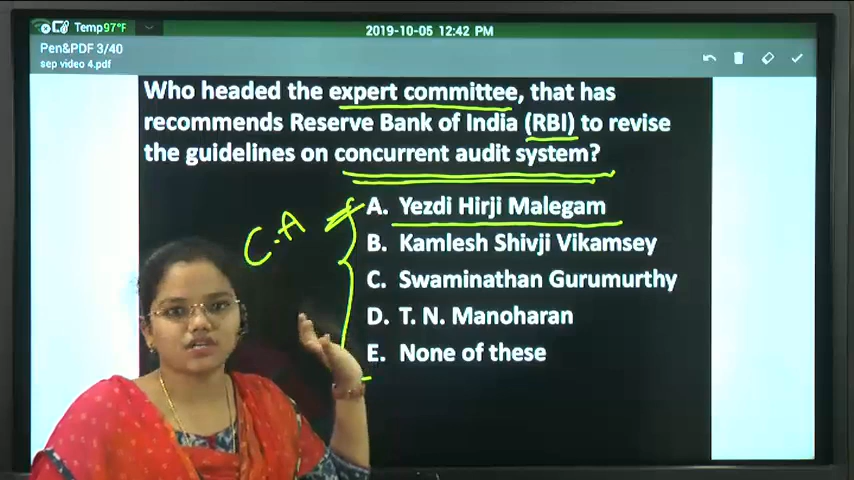 Temp97°F
2019-10-05 12:42 PM
Pen&PDF 3/40
sep video 4.pdf
Who headed the expert committee, that has
recommends Reserve Bank of India (RBI) to revise
the guidelines on concurrent audit system?
C.A
A. Yezdi Hirji Malegam
B. Kamlesh Shivji Vikamsey
C. Swaminathan Gurumurthy
D. T. N. Manoharan
E. None of these